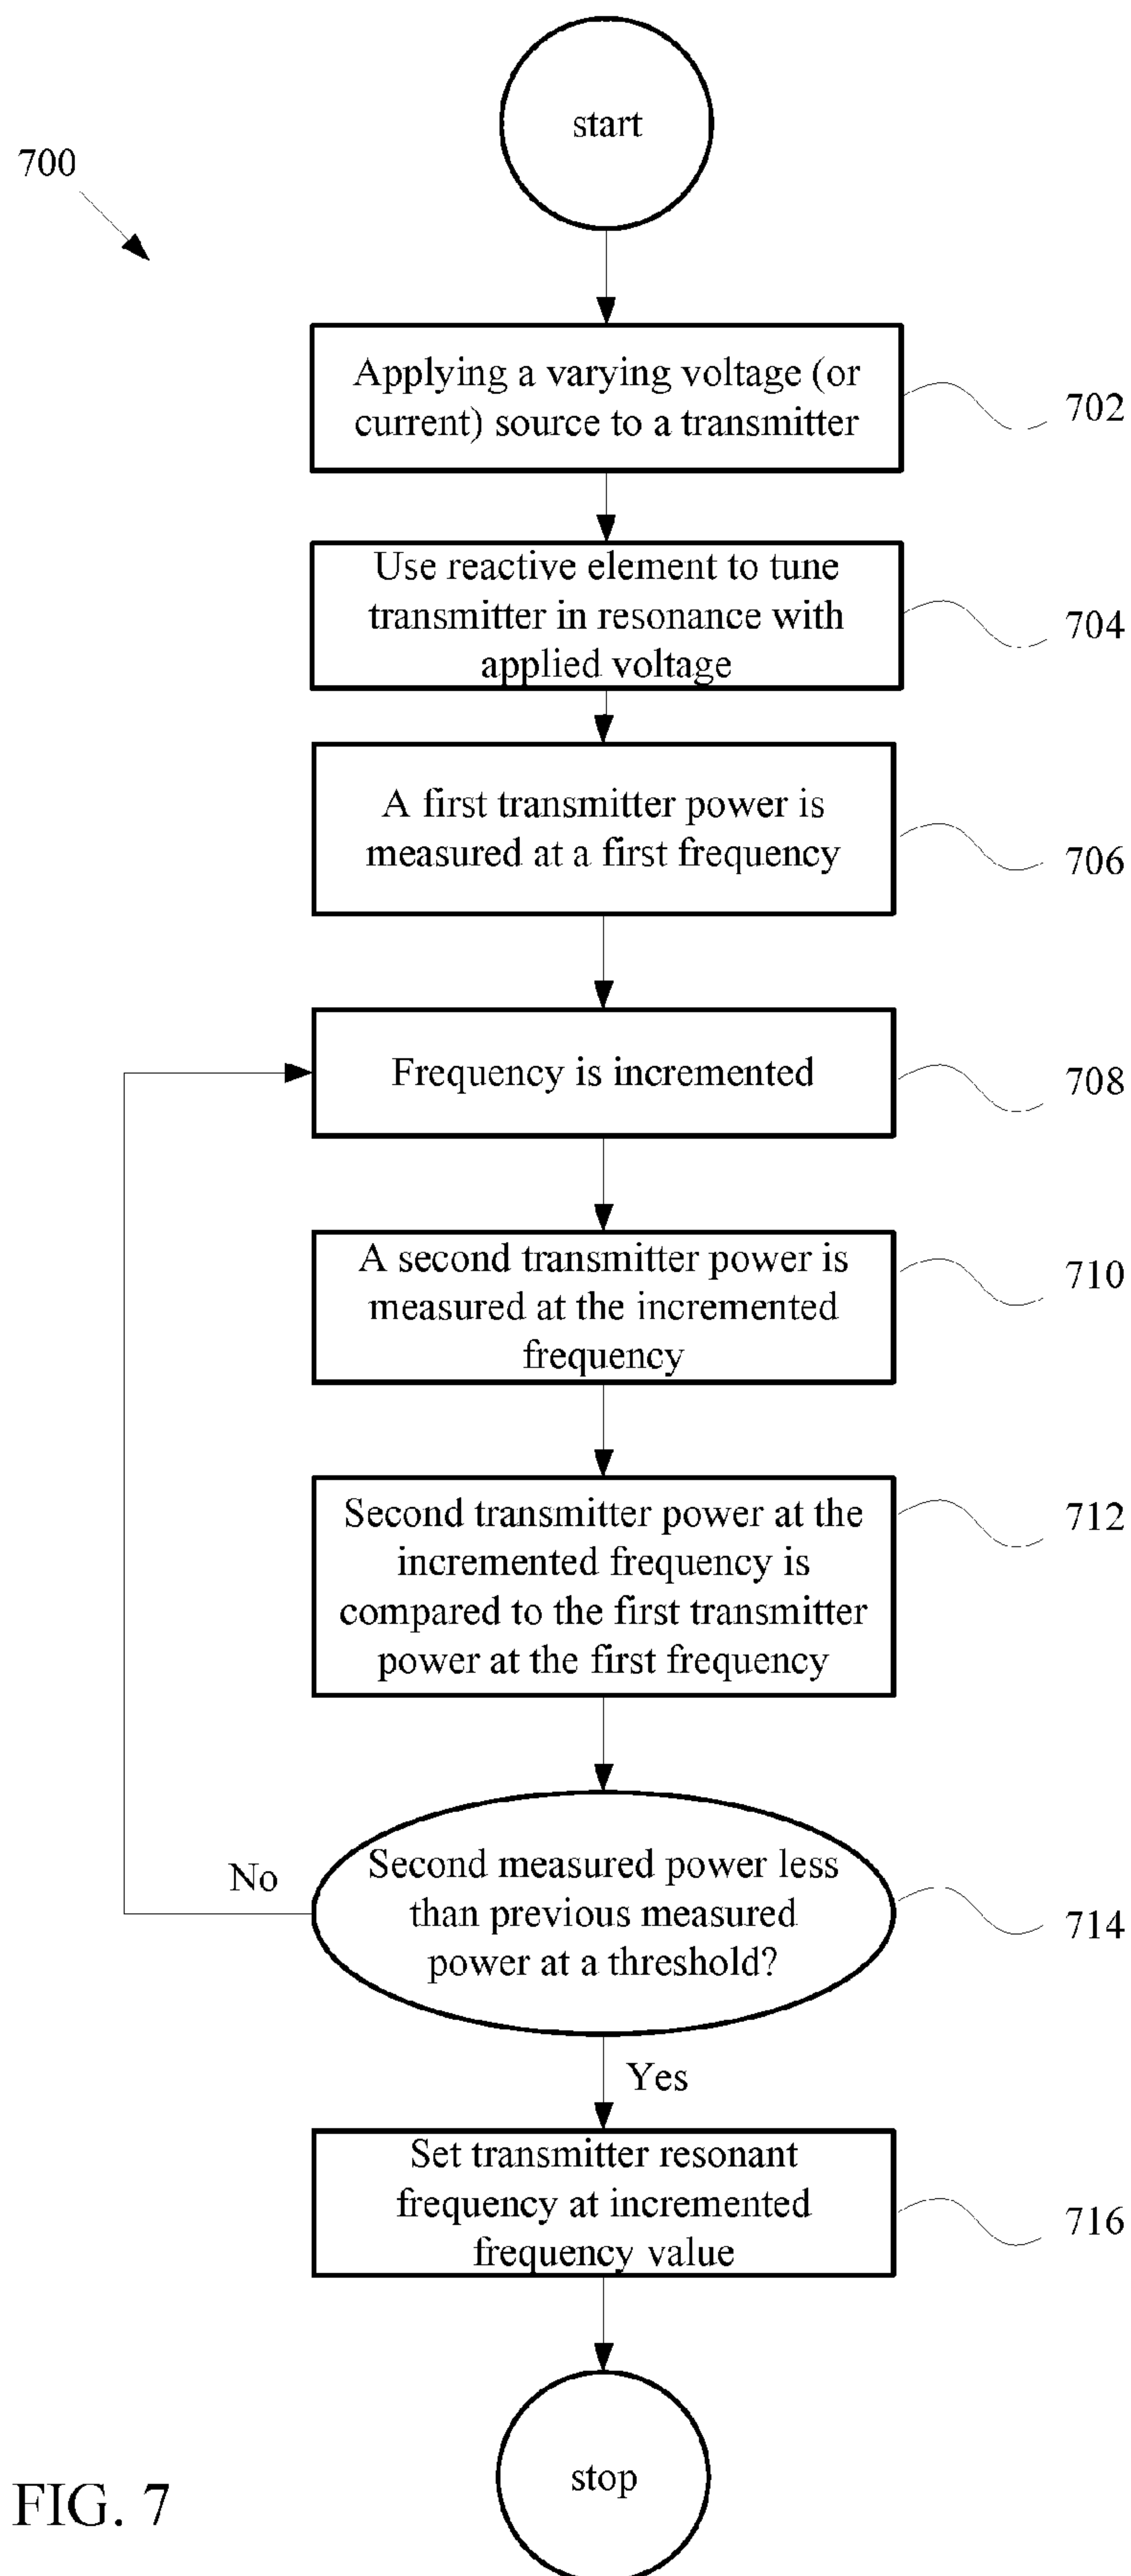 start
700
Applying a varying voltage (or
current) source to a transmitter
702
Use reactive element to tune
transmitter in resonance with
applied voltage
704
A first transmitter power is
measured at a first frequency
706
Frequency is incremented
708
A second transmitter power is
measured at the incremented
frequency
710
Second transmitter power at the
incremented frequency is
compared to the first transmitter
power at the first frequency
712
Second measured power less
than previous measured
power at a threshold?
714
No
Yes
Set transmitter resonant
frequency at incremented
frequency value
716
stop
FIG. 7